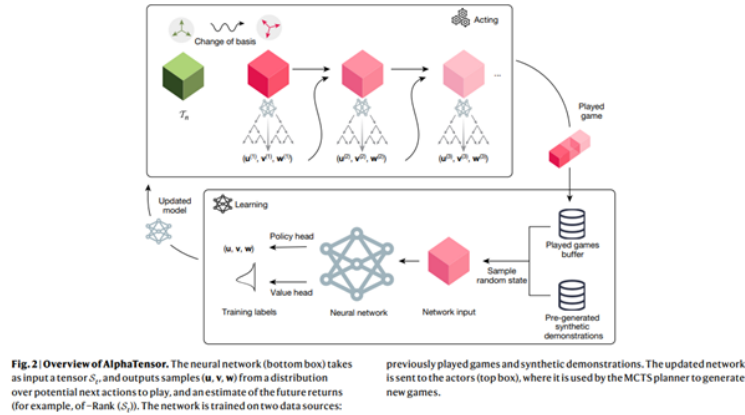 Acting
Change of basis
𝒯ₙ
...
(u⁽¹⁾, v⁽¹⁾, w⁽¹⁾)
(u⁽²⁾, v⁽²⁾, w⁽²⁾)
(u⁽³⁾, v⁽³⁾, w⁽³⁾)
Played
game
Updated
model
Learning
Policy head
(u, v, w)
Value head
Training labels
Neural network
Network input
Sample
random state
Played games
buffer
Pre-generated
synthetic
demonstrations
Fig. 2 | Overview of AlphaTensor. The neural network (bottom box) takes
as input a tensor 𝒮ₜ, and outputs samples (u, v, w) from a distribution
over potential next actions to play, and an estimate of the future returns
(for example, of −Rank (𝒮ₜ)). The network is trained on two data sources:
previously played games and synthetic demonstrations. The updated network
is sent to the actors (top box), where it is used by the MCTS planner to generate
new games.